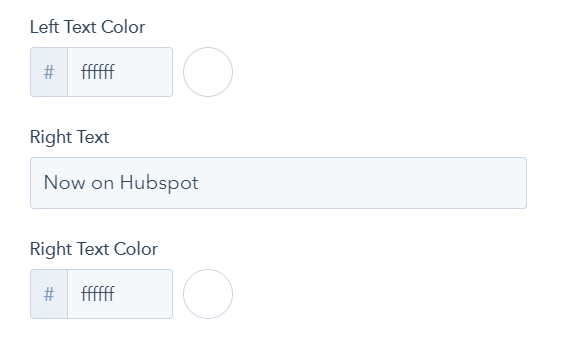 Left Text Color
# ffffff
Right Text
Now on Hubspot
Right Text Color
# ffffff